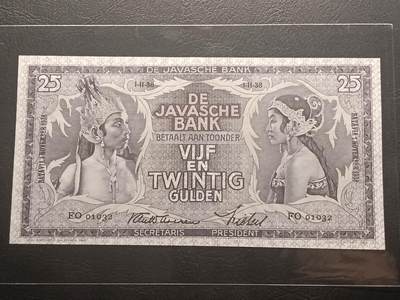 DE JAVASCHE BANK
25 25
1-11-38 1-11-38
DE
JAVASCHE
BANK
BETAALT AAN TOONDER
VIJF
EN
TWINTIG
GULDEN
FO 01032 FO 01032
SECRETARIS PRESIDENT